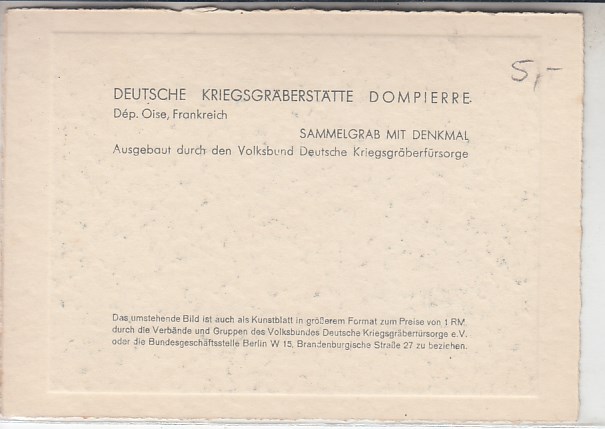 5,-
DEUTSCHE KRIEGSGRÄBERSTÄTTE DOMPIERRE
Dép. Oise, Frankreich
SAMMELGRAB MIT DENKMAL
Ausgebaut durch den Volksbund Deutsche Kriegsgräberfürsorge
Das umstehende Bild ist auch als Kunstblatt in größerem Format zum Preise von 1 RM.
durch die Verbände und Gruppen des Volksbundes Deutsche Kriegsgräberfürsorge e.V.
oder die Bundesgeschäftsstelle Berlin W 15, Brandenburgische Straße 27 zu beziehen.